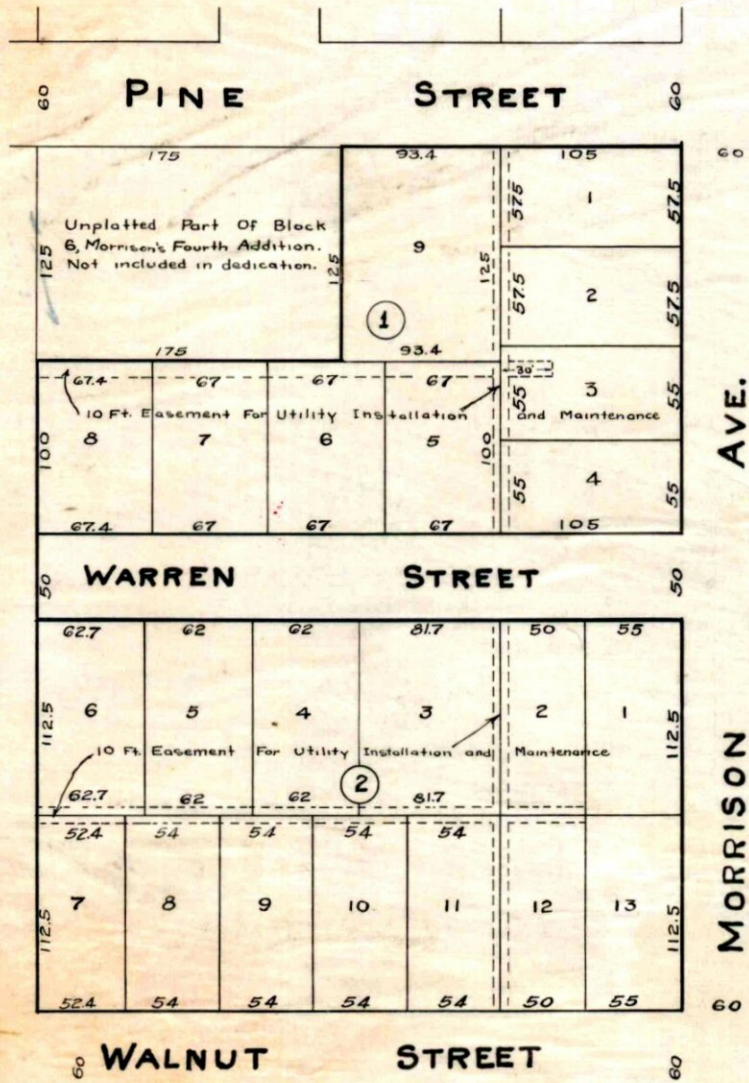 60 PINE STREET 60
175 93.4 105 60
Unplatted Part Of Block
6, Morrison's Fourth Addition.
Not included in dedication.
125 125 9 125 57.5 1 57.5
57.5 2 57.5
1
175 93.4
67.4 67 67 67 30' 3
10 Ft. Easement For Utility Installation and Maintenance
55 55
100 8 7 6 5 100 55 4 55
67.4 67 67 67 105
AVE.
50 WARREN STREET 50
62.7 62 62 81.7 50 55
112.5 6 5 4 3 2 1 112.5
10 Ft. Easement For Utility Installation and Maintenance
62.7 62 62 2 81.7
52.4 54 54 54 54
112.5 7 8 9 10 11 12 13 112.5
MORRISON
52.4 54 54 54 54 50 55 60
60 WALNUT STREET 60